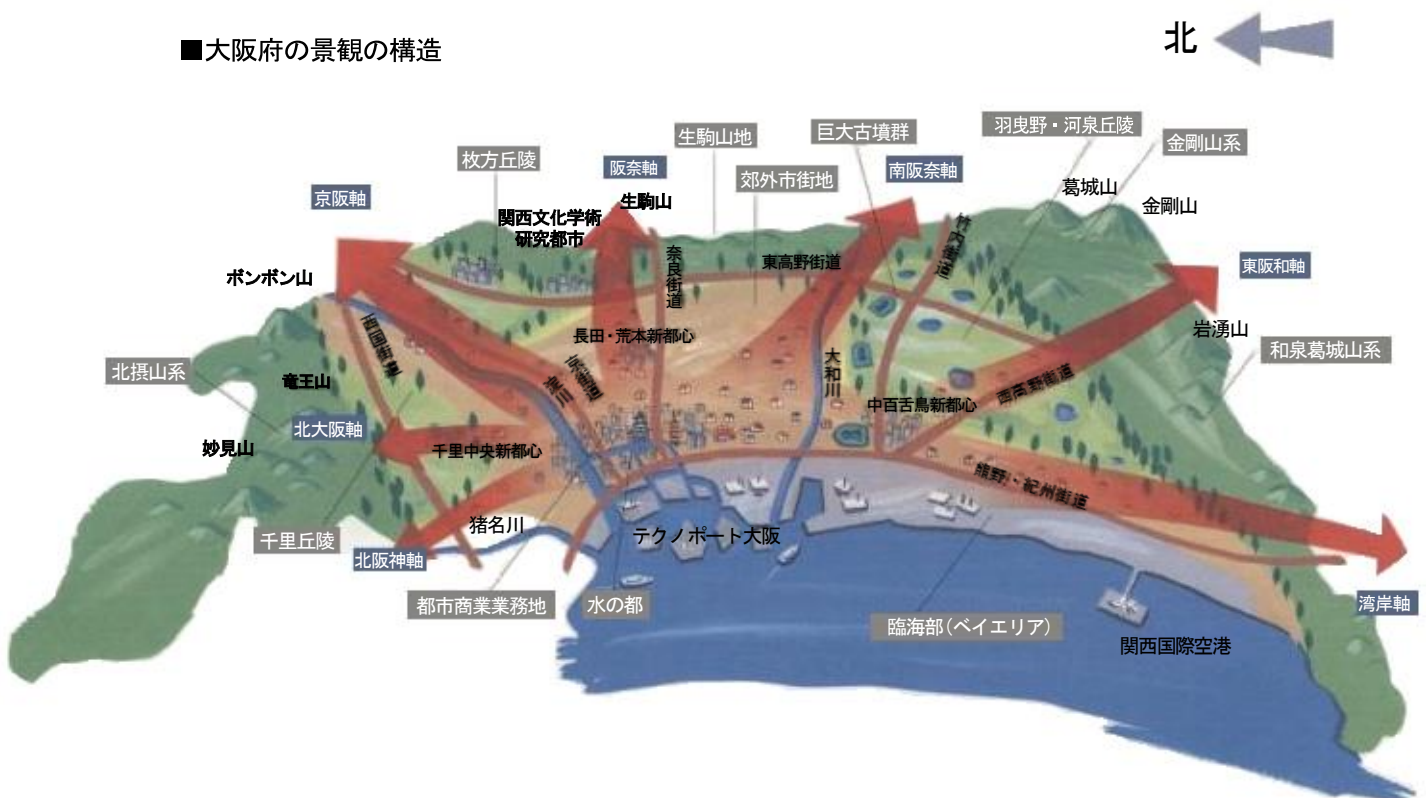 ■大阪府の景観の構造
北
枚方丘陵
生駒山地
巨大古墳群
羽曳野・河泉丘陵
金剛山系
京阪軸
阪奈軸
郊外市街地
南阪奈軸
葛城山
金剛山
関西文化学術
研究都市
生駒山
竹内街道
奈良街道
東高野街道
東阪和軸
ポンポン山
西国街道
長田・荒本新都心
岩湧山
和泉葛城山系
北摂山系
竜王山
京街道
淀川
大和川
西高野街道
中百舌鳥新都心
北大阪軸
妙見山
千里中央新都心
熊野・紀州街道
千里丘陵
猪名川
テクノポート大阪
北阪神軸
都市商業業務地
水の都
臨海部(ベイエリア)
湾岸軸
関西国際空港